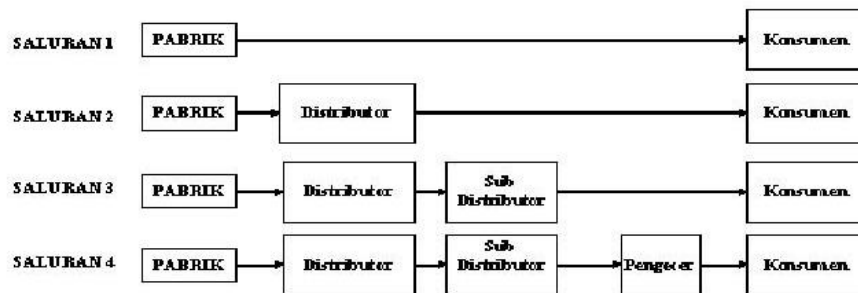 SALURAN 1 PABRIK Konsumen
SALURAN 2 PABRIK Distributor Konsumen
SALURAN 3 PABRIK Distributor Sub Distributor Konsumen
SALURAN 4 PABRIK Distributor Sub Distributor Pengecer Konsumen